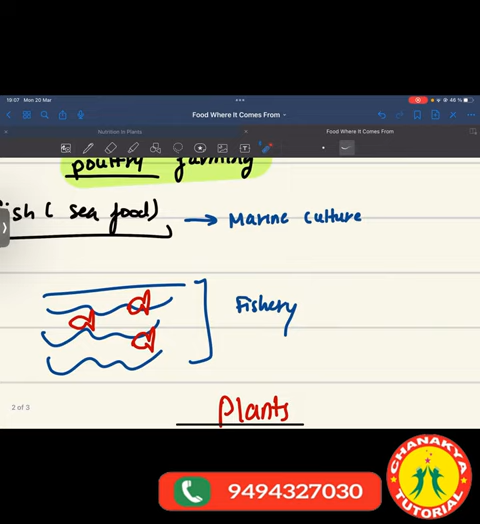 18:07 Mon 20 Mar
46 %
Food Where It Comes From
Nutrition in Plants
Food Where It Comes From
poultry farming
ish ( sea food) → Marine Culture
Fishery
2 of 3
Plants
9494327030
CHANAKYA
TUTORIAL